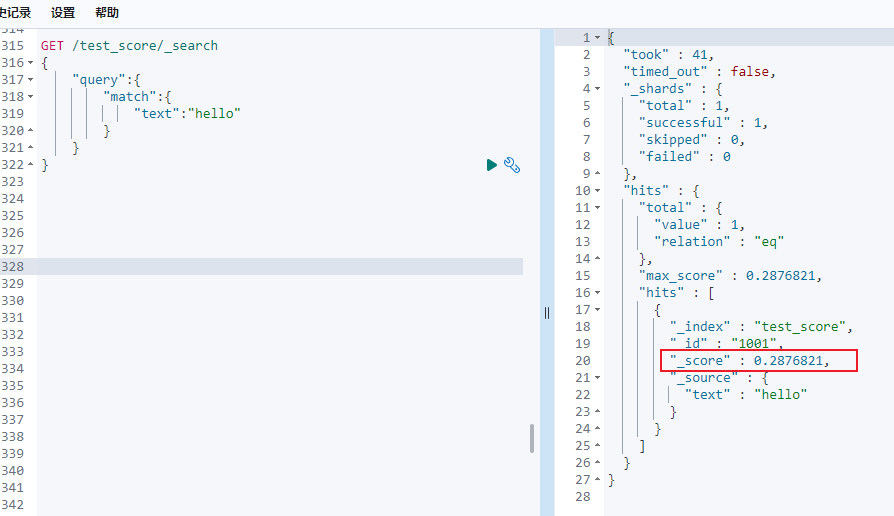 史记录 设置 帮助
314
315 GET /test_score/_search
316 {
317 "query":{
318 "match":{
319 "text":"hello"
320 }
321 }
322 }
323
324
325
326
327
328
329
330
331
332
333
334
335
336
337
338
339
340
341
342
1 {
2 "took" : 41,
3 "timed_out" : false,
4 "_shards" : {
5 "total" : 1,
6 "successful" : 1,
7 "skipped" : 0,
8 "failed" : 0
9 },
10 "hits" : {
11 "total" : {
12 "value" : 1,
13 "relation" : "eq"
14 },
15 "max_score" : 0.2876821,
16 "hits" : [
17 {
18 "_index" : "test_score",
19 "_id" : "1001",
20 "_score" : 0.2876821,
21 "_source" : {
22 "text" : "hello"
23 }
24 }
25 ]
26 }
27 }
28